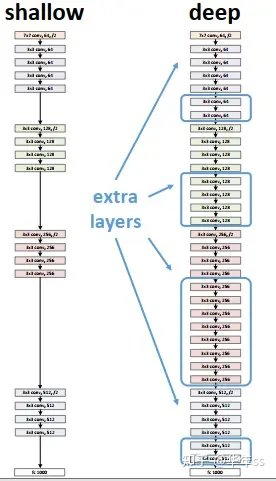 shallow
7x7 conv, 64, /2
3x3 conv, 64
3x3 conv, 64
3x3 conv, 64
3x3 conv, 64
3x3 conv, 128, /2
3x3 conv, 128
3x3 conv, 128
3x3 conv, 128
3x3 conv, 256, /2
3x3 conv, 256
3x3 conv, 256
3x3 conv, 256
3x3 conv, 512, /2
3x3 conv, 512
3x3 conv, 512
3x3 conv, 512
fc 1000
extra
layers
deep
7x7 conv, 64, /2
3x3 conv, 64
3x3 conv, 64
3x3 conv, 64
3x3 conv, 64
3x3 conv, 64
3x3 conv, 64
3x3 conv, 128, /2
3x3 conv, 128
3x3 conv, 128
3x3 conv, 128
3x3 conv, 128
3x3 conv, 128
3x3 conv, 128
3x3 conv, 128
3x3 conv, 256, /2
3x3 conv, 256
3x3 conv, 256
3x3 conv, 256
3x3 conv, 256
3x3 conv, 256
3x3 conv, 256
3x3 conv, 256
3x3 conv, 256
3x3 conv, 256
3x3 conv, 256
3x3 conv, 256
3x3 conv, 512, /2
3x3 conv, 512
3x3 conv, 512
3x3 conv, 512
3x3 conv, 512
fc 1000